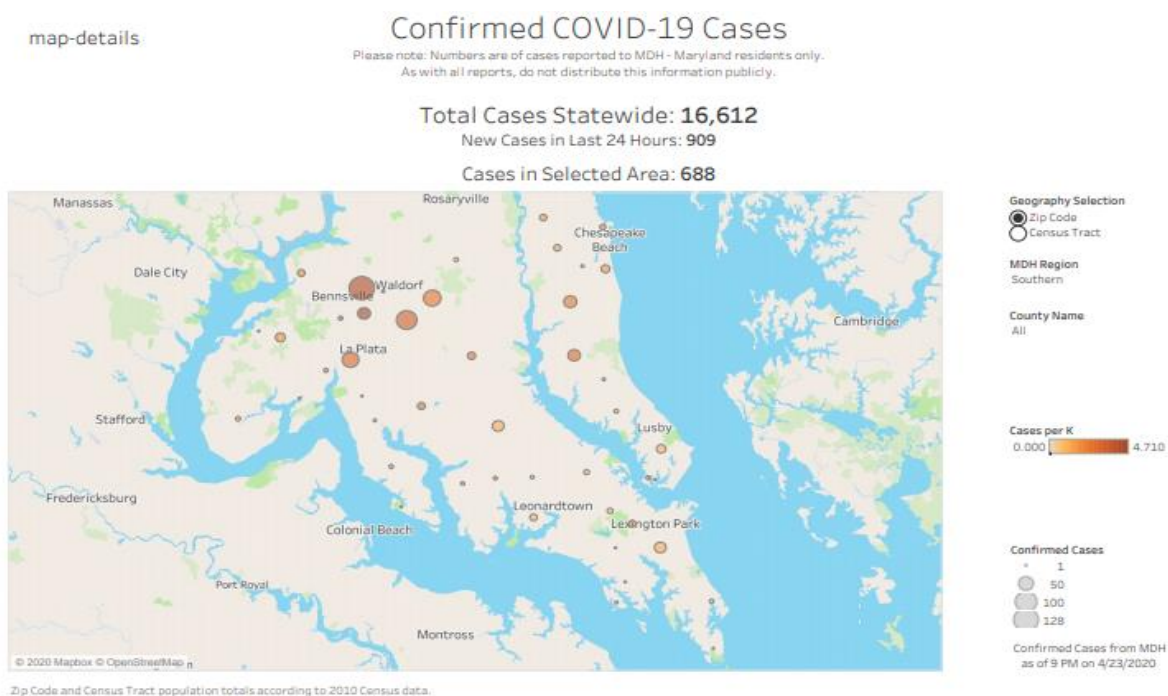 map-details
Confirmed COVID-19 Cases
Please note: Numbers are of cases reported to MDH - Maryland residents only.
As with all reports, do not distribute this information publicly.
Total Cases Statewide: 16,612
New Cases in Last 24 Hours: 909
Cases in Selected Area: 688
Manassas
Rosaryville
Chesapeake
Beach
Dale City
Waldorf
Bennsville
Cambridge
La Plata
Stafford
Lusby
Fredericksburg
Leonardtown
Colonial Beach
Lexington Park
Port Royal
Montross
© 2020 Mapbox © OpenStreetMap
Geography Selection
Zip Code
Census Tract
MDH Region
Southern
County Name
All
Cases per K
0.000 4.710
Confirmed Cases
1
50
100
128
Confirmed Cases from MDH
as of 9 PM on 4/23/2020
Zip Code and Census Tract population totals according to 2010 Census data.